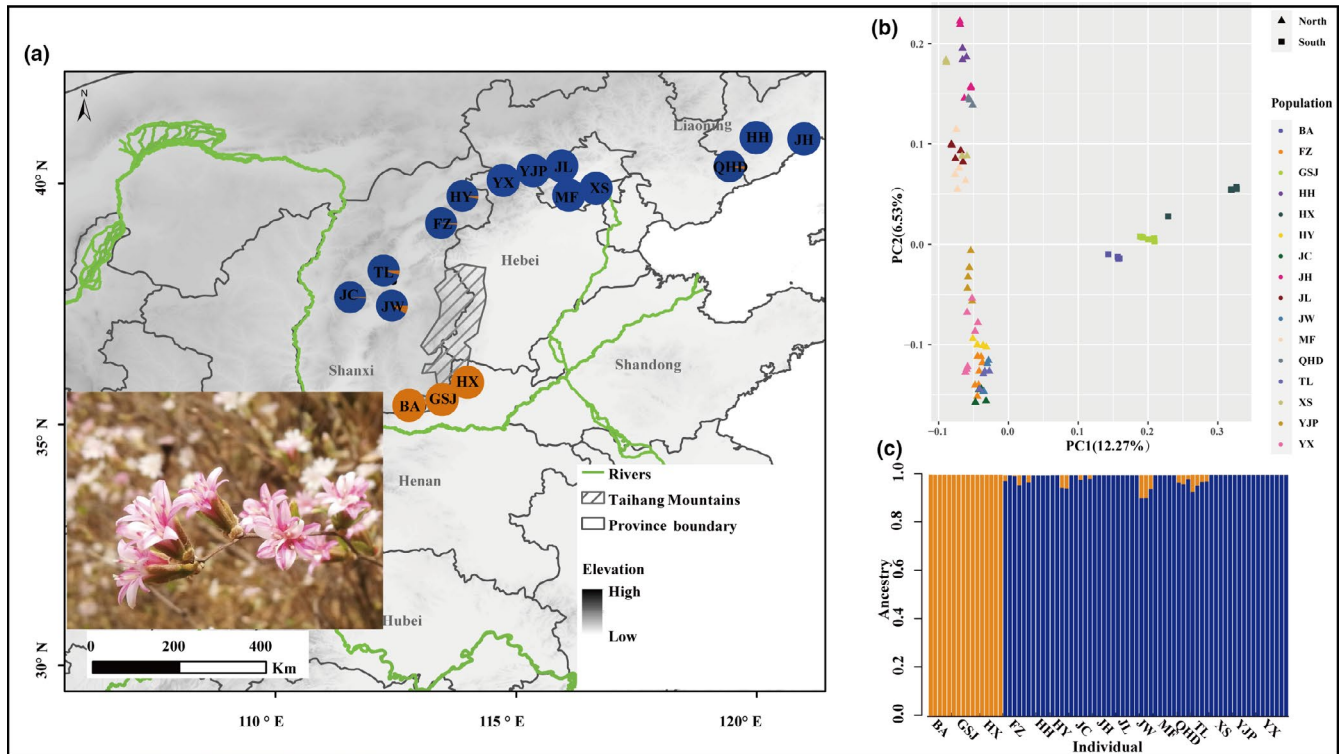 (a)
N
40° N
35° N
30° N
110 ° E
115 ° E
120 ° E
Liaoning
Hebei
Shanxi
Shandong
Henan
Hubei
HH
JH
QHD
JL
YJP
YX
XS
MF
HY
FZ
TL
JC
JW
HX
GSJ
BA
Rivers
Taihang Mountains
Province boundary
Elevation
High
Low
0 200 400
Km
(b)
PC2(6.53%)
0.2
0.1
0.0
−0.1
−0.1 0.0 0.1 0.2 0.3
PC1(12.27%)
North
South
Population
BA
FZ
GSJ
HH
HX
HY
JC
JH
JL
JW
MF
QHD
TL
XS
YJP
YX
(c)
Ancestry
1.0
0.8
0.6
0.4
0.2
0.0
BA GSJ HX FZ HH HY JC JH JL JW MF QHD TL XS YJP YX
Individual